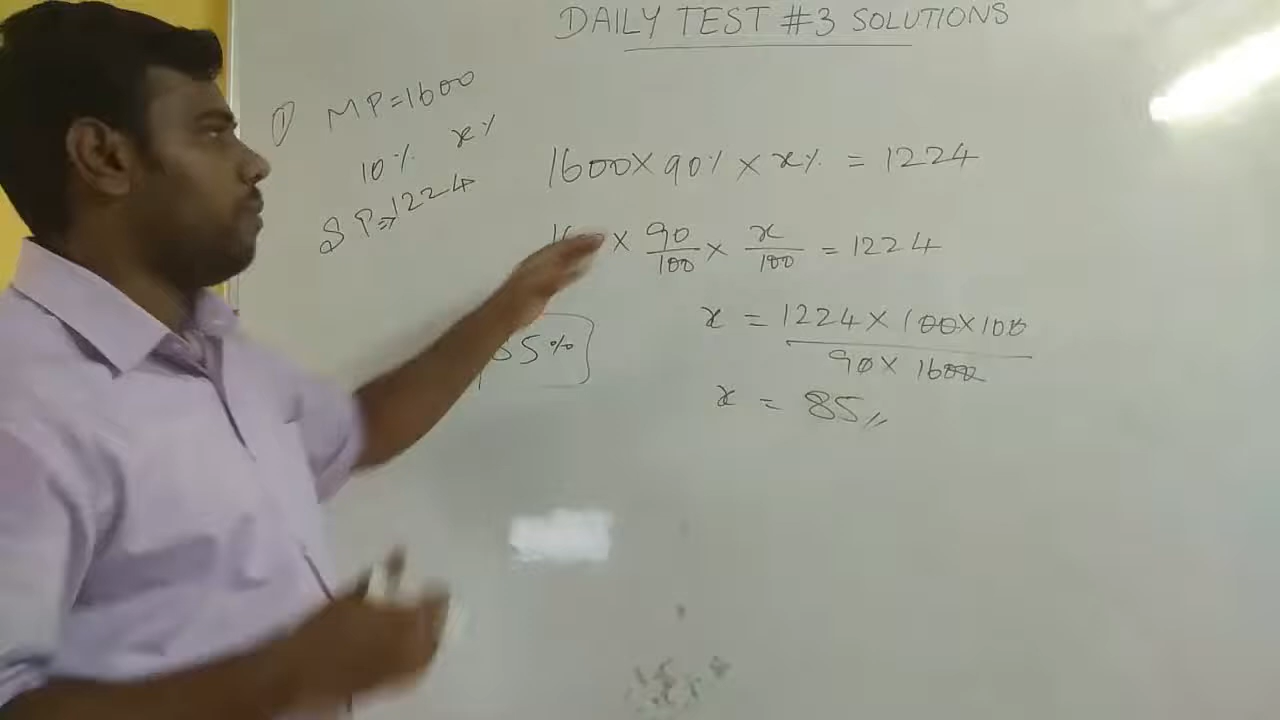 DAILY TEST #3 SOLUTIONS
① MP=1600
10% x%
SP=1224
1600 x 90% x x% = 1224
x 90/100 x x/100 = 1224
x = 1224 x 100 x 100 / 90 x 1600
5%
x = 85